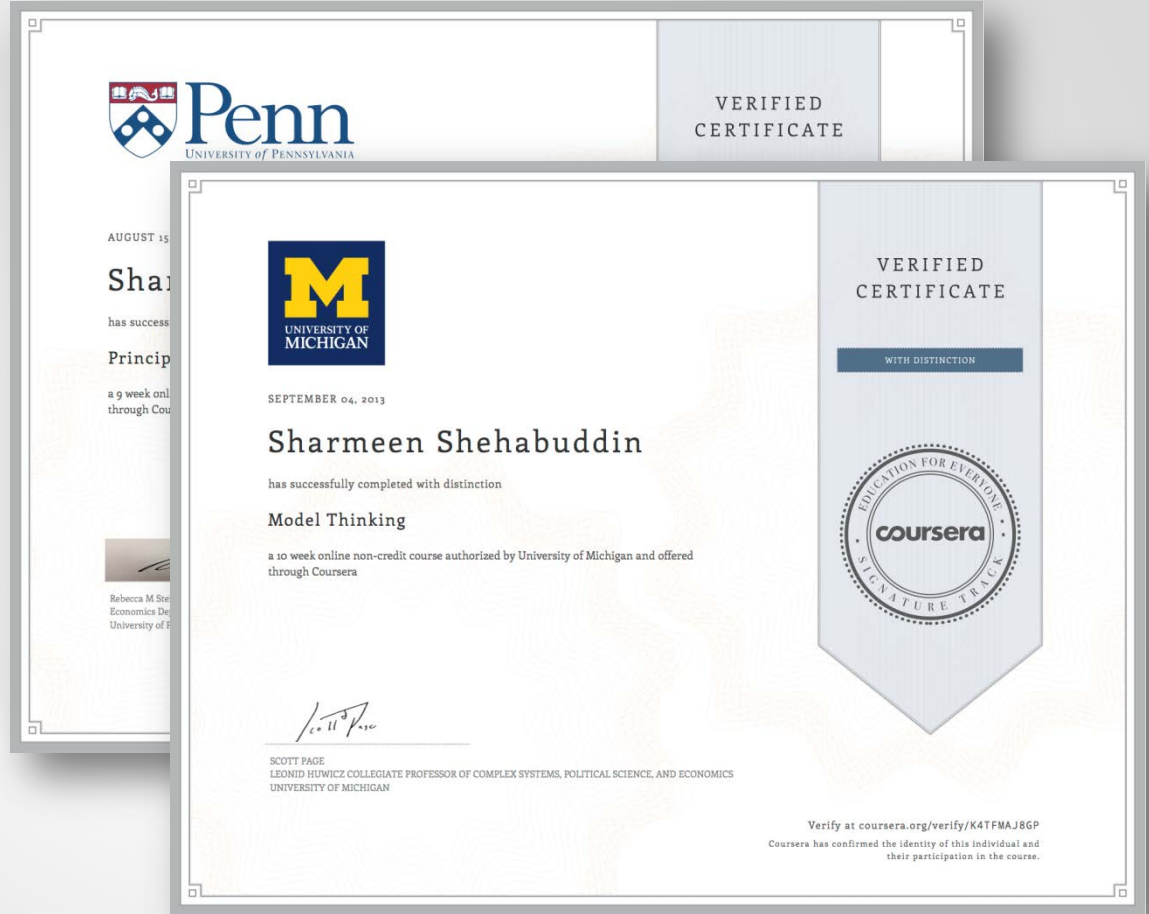 Penn
UNIVERSITY of PENNSYLVANIA
VERIFIED
CERTIFICATE
AUGUST 15
has success
a 9 week onl
through Cou
Rebecca M Ste
Economics De
University of P
UNIVERSITY OF
MICHIGAN
SEPTEMBER 04, 2013
Sharmeen Shehabuddin
has successfully completed with distinction
Model Thinking
a 10 week online non-credit course authorized by University of Michigan and offered
through Coursera
SCOTT PAGE
LEONID HUWICZ COLLEGIATE PROFESSOR OF COMPLEX SYSTEMS, POLITICAL SCIENCE, AND ECONOMICS
UNIVERSITY OF MICHIGAN
VERIFIED
CERTIFICATE
WITH DISTINCTION
EDUCATION FOR EVERYONE
coursera
SIGNATURE TRACK
Verify at coursera.org/verify/K4TFMAJ8GP
Coursera has confirmed the identity of this individual and
their participation in the course.